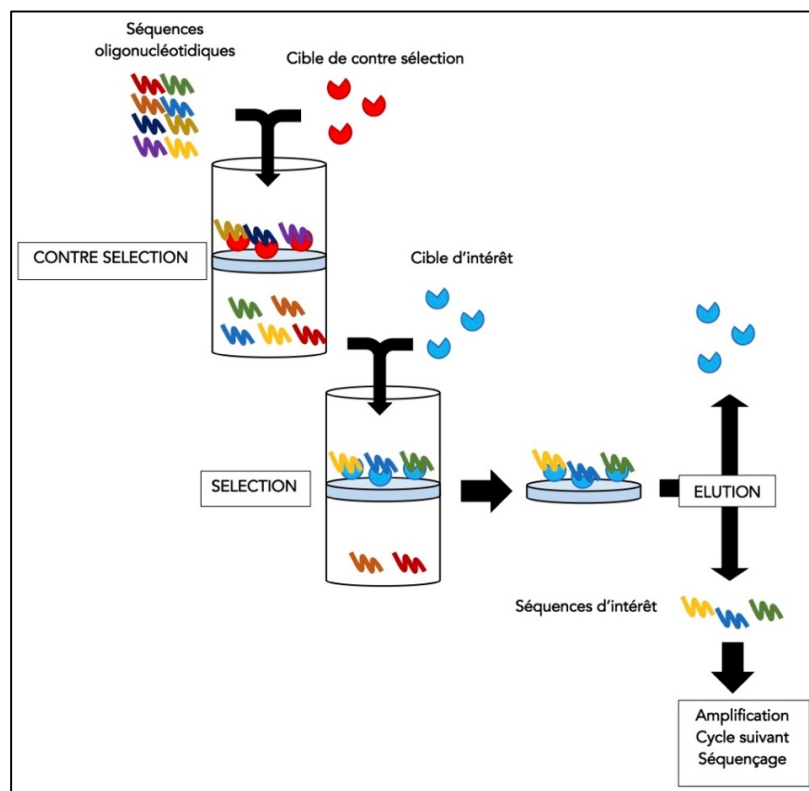 Séquences
oligonucléotidiques
Cible de contre sélection
CONTRE SELECTION
Cible d'intérêt
SELECTION
ELUTION
Séquences d'intérêt
Amplification
Cycle suivant
Séquençage